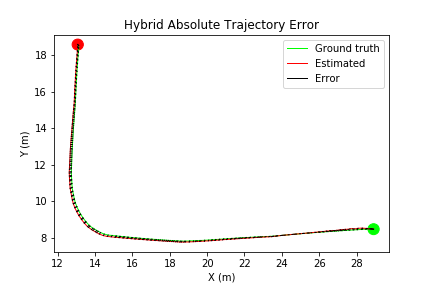 Hybrid Absolute Trajectory Error
Ground truth
Estimated
Error
18
16
14
12
10
8
Y (m)
12 14 16 18 20 22 24 26 28
X (m)